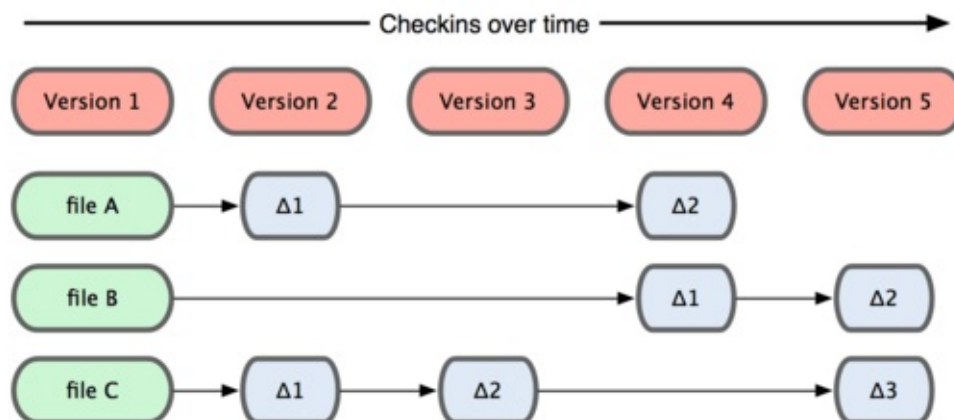 Checkins over time
Version 1 Version 2 Version 3 Version 4 Version 5
file A Δ1 Δ2
file B Δ1 Δ2
file C Δ1 Δ2 Δ3